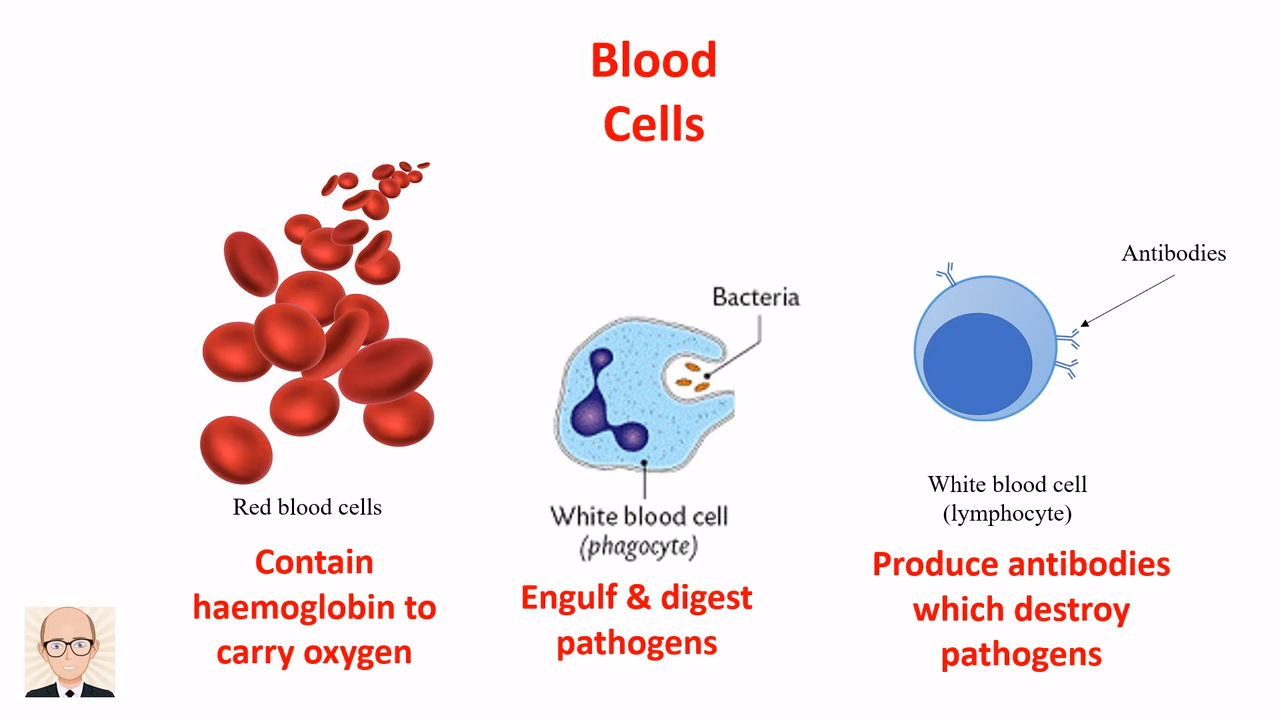 Blood
Cells
Red blood cells
Contain
haemoglobin to
carry oxygen
Bacteria
White blood cell
(phagocyte)
Engulf & digest
pathogens
Antibodies
White blood cell
(lymphocyte)
Produce antibodies
which destroy
pathogens